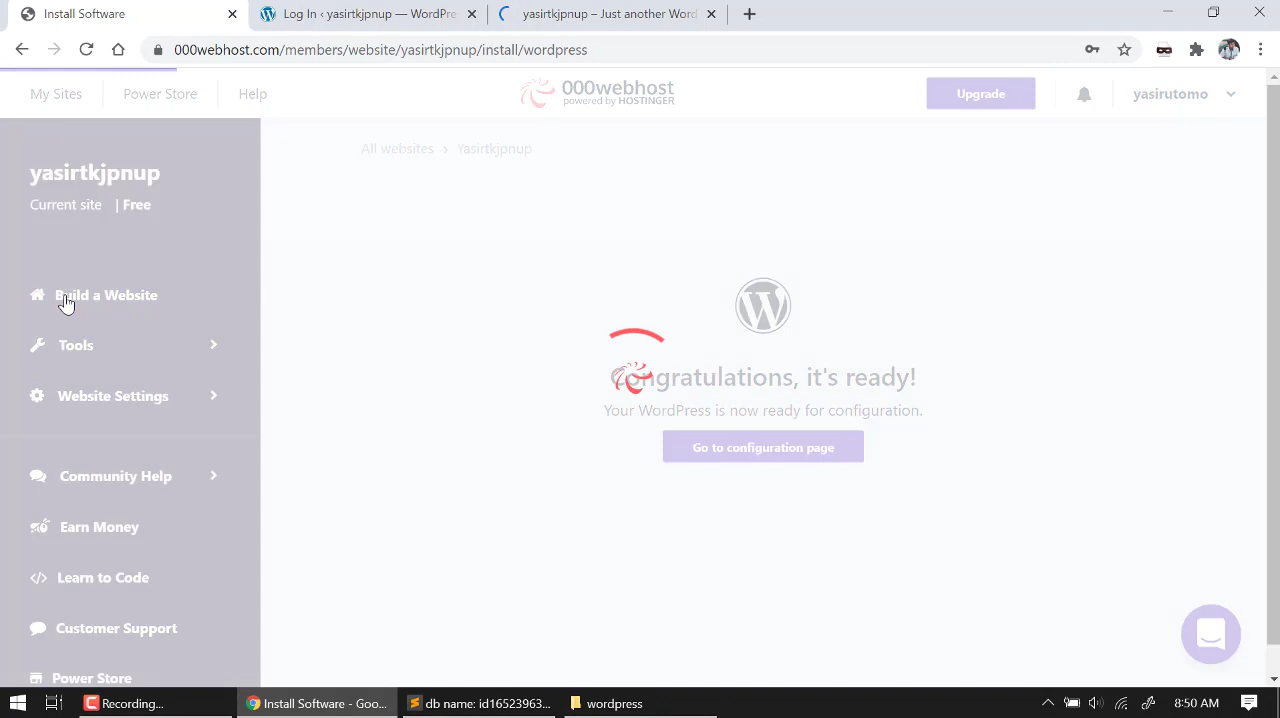 Install Software
Log In ‹ yasirtkjpnup — WordPre
yasirtkjpnup – Just another Word
000webhost.com/members/website/yasirtkjpnup/install/wordpress
My Sites
Power Store
Help
000webhost
powered by HOSTINGER
Upgrade
yasirutomo
yasirtkjpnup
Current site | Free
All websites › Yasirtkjpnup
Build a Website
Tools
Website Settings
Community Help
Earn Money
Learn to Code
Customer Support
Power Store
Congratulations, it's ready!
Your WordPress is now ready for configuration.
Go to configuration page
Recording...
Install Software - Goo...
db name: id16523963...
wordpress
8:50 AM